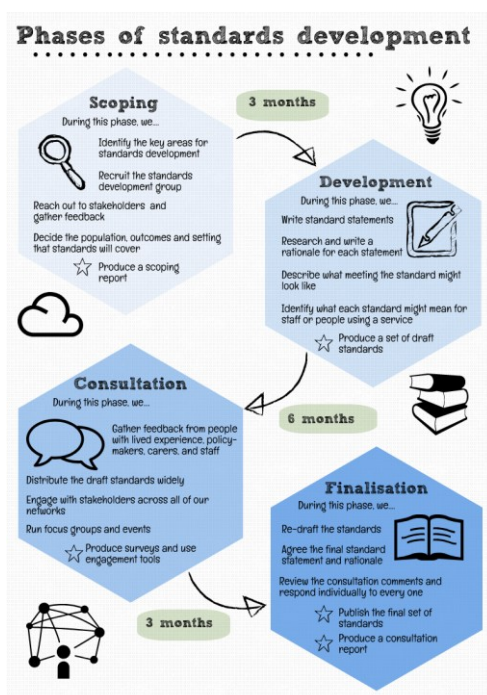 Phases of standards development
Scoping
3 months
During this phase, we...
Identify the key areas for
standards development
Recruit the standards
development group
Reach out to stakeholders and
gather feedback
Decide the population, outcomes and setting
that standards will cover
Produce a scoping
report
Development
During this phase, we...
Write standard statements
Research and write a
rationale for each statement
Describe what meeting the standard might
look like
Identify what each standard might mean for
staff or people using a service
Produce a set of draft
standards
6 months
Consultation
During this phase, we...
Gather feedback from people
with lived experience, policy-
makers, carers, and staff
Distribute the draft standards widely
Engage with stakeholders across all of our
networks
Run focus groups and events
Produce surveys and use
engagement tools
3 months
Finalisation
During this phase, we...
Re-draft the standards
Agree the final standard
statement and rationale
Review the consultation comments and
respond individually to every one
Publish the final set of
standards
Produce a consultation
report